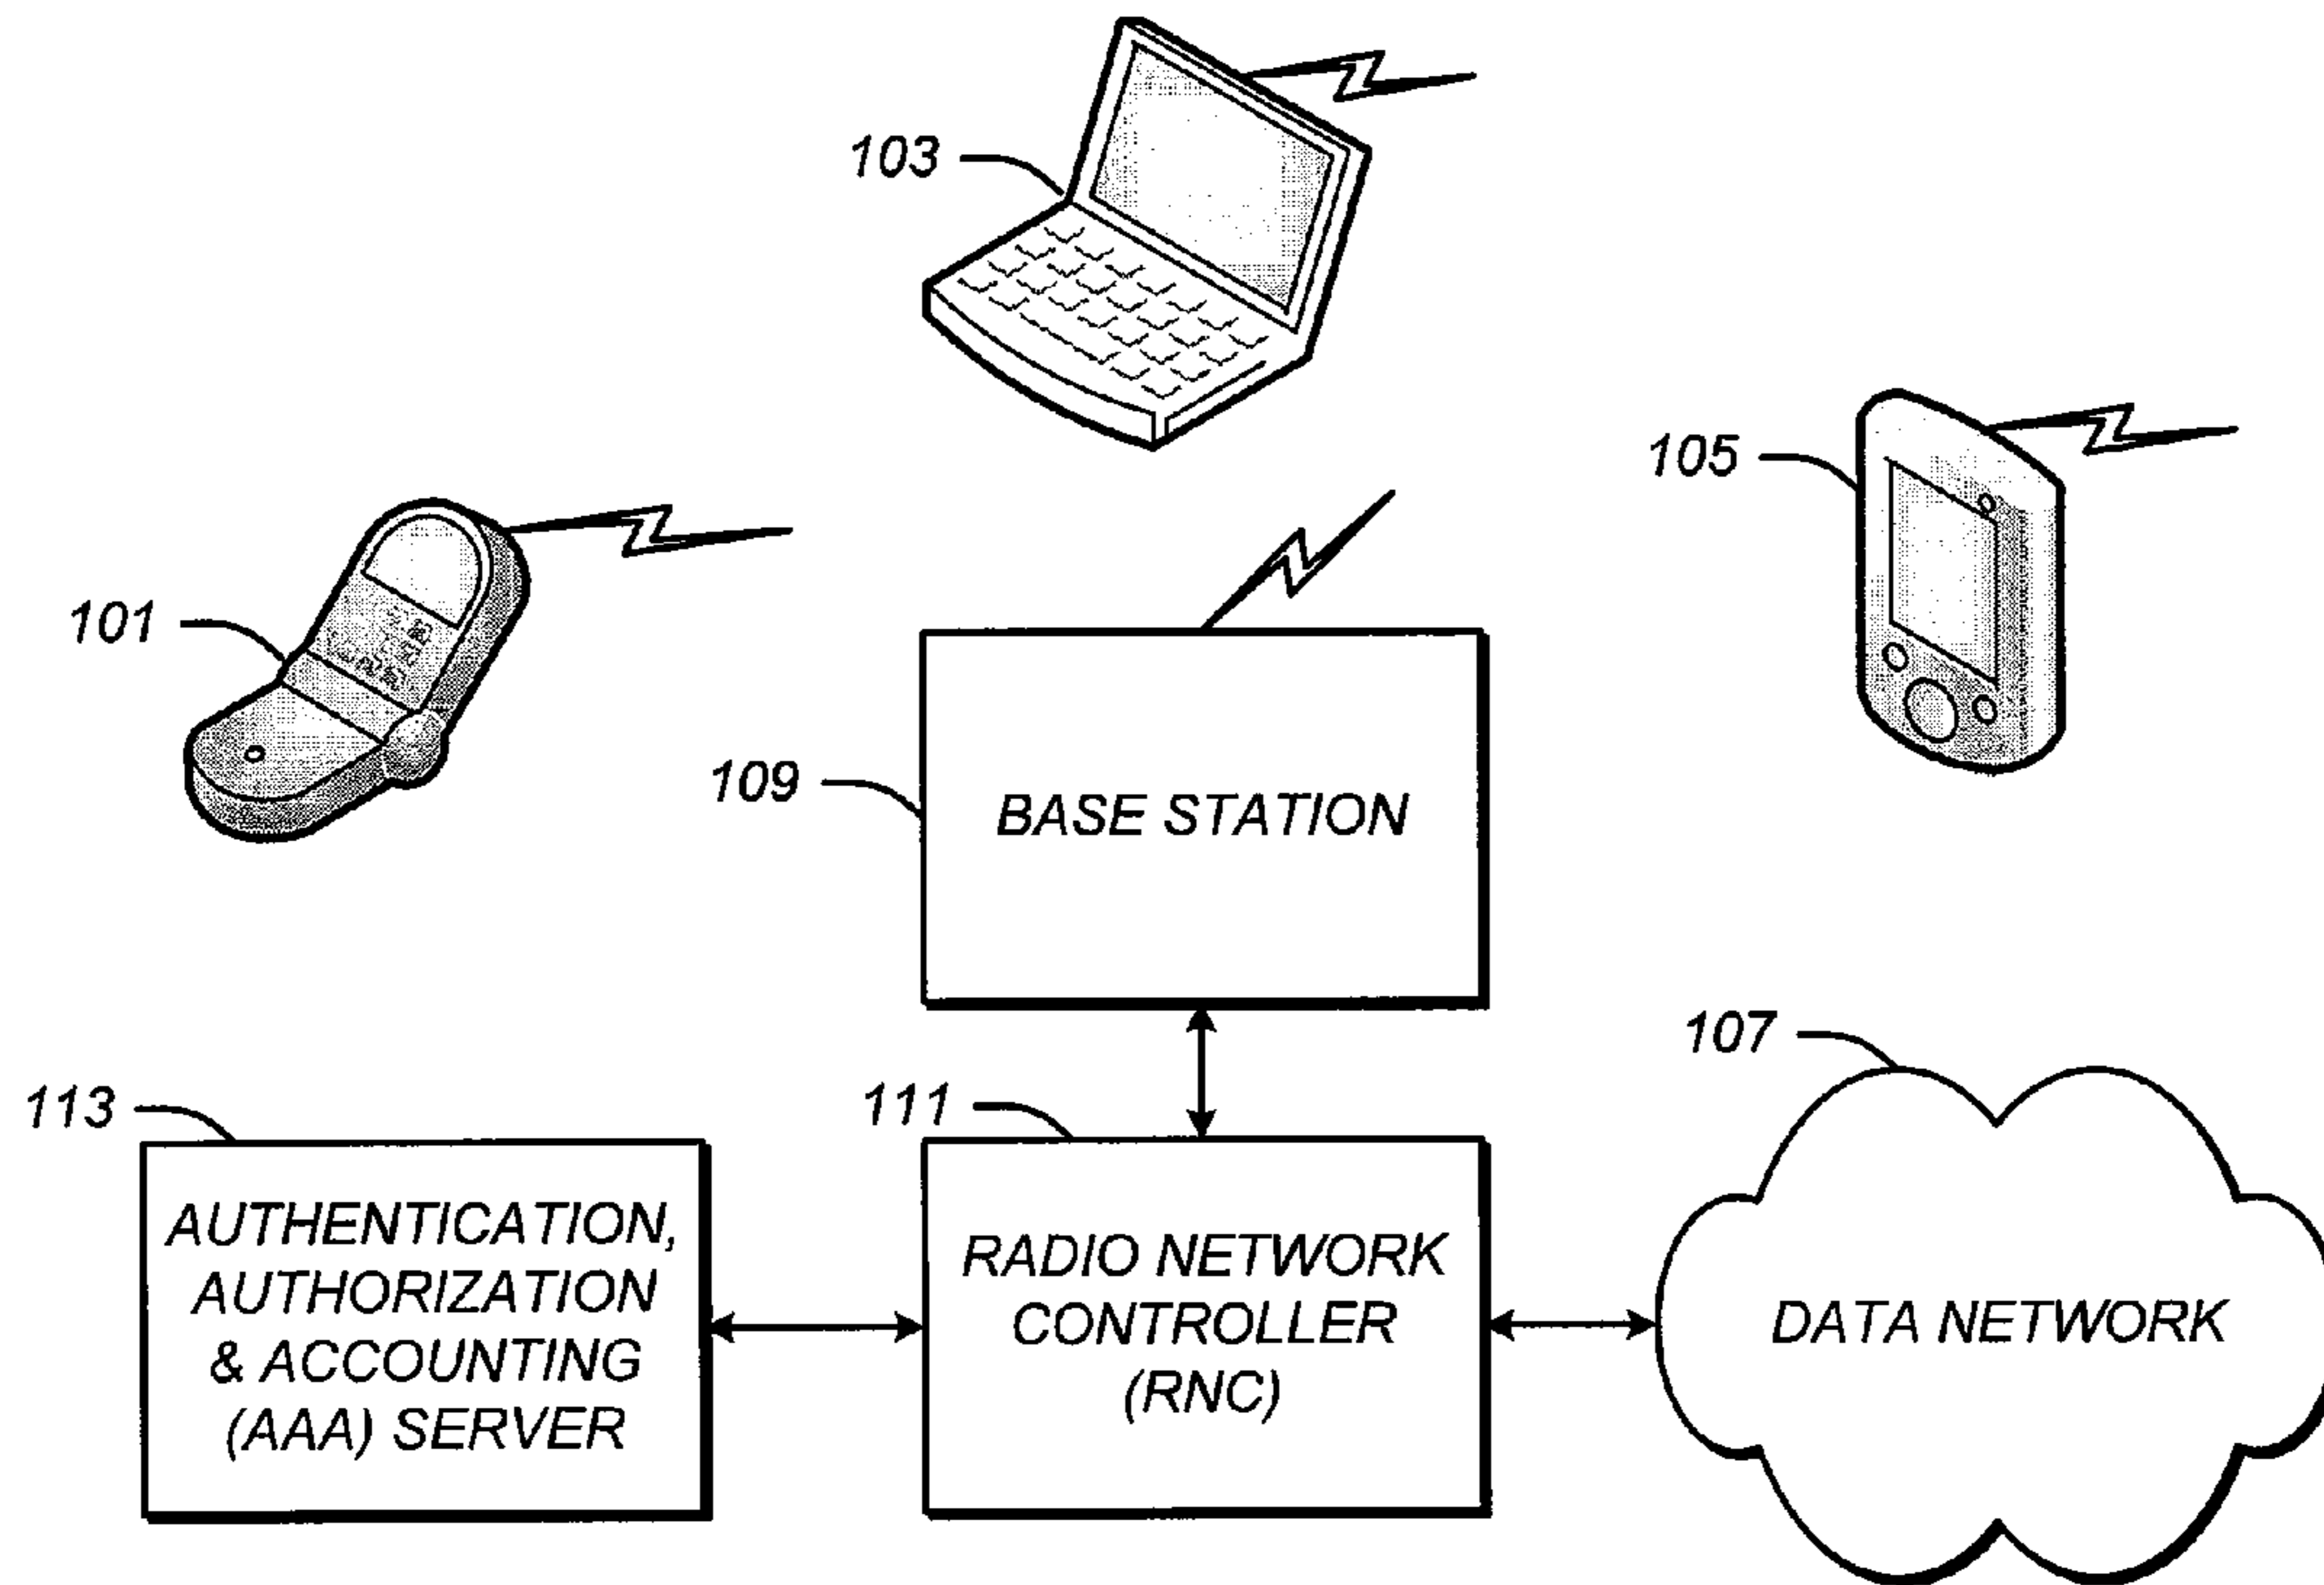 103
105
101
109
BASE STATION
107
113
111
AUTHENTICATION,
AUTHORIZATION
& ACCOUNTING
(AAA) SERVER
RADIO NETWORK
CONTROLLER
(RNC)
DATA NETWORK